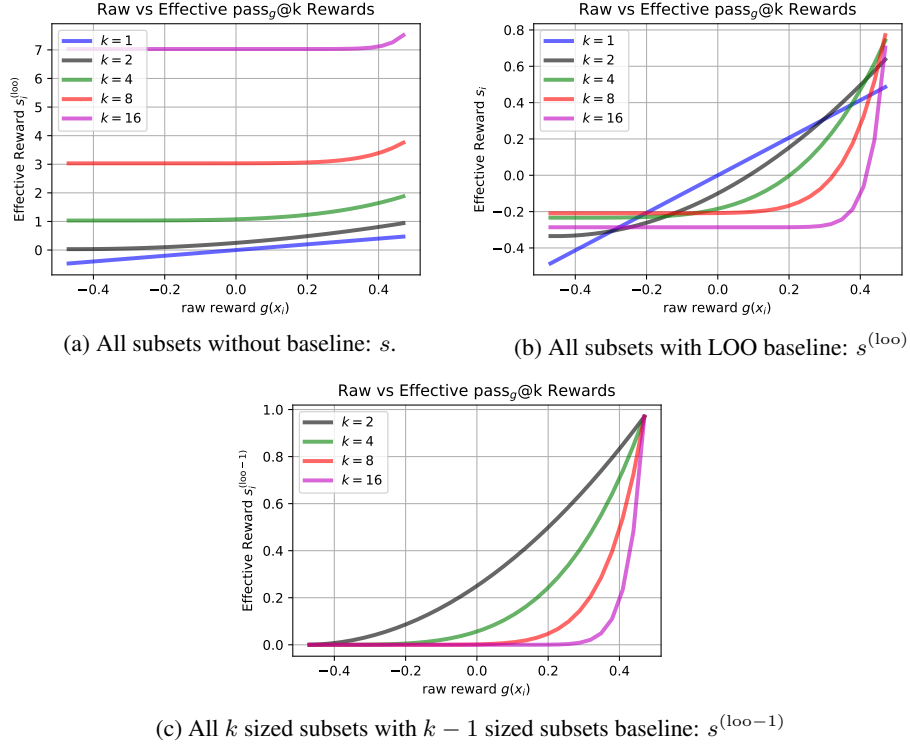 Raw vs Effective pass_g@k Rewards
Effective Reward s_i^(loo)
7
6
5
4
3
2
1
0
k = 1
k = 2
k = 4
k = 8
k = 16
−0.4 −0.2 0.0 0.2 0.4
raw reward g(x_i)
(a) All subsets without baseline: s.
Raw vs Effective pass_g@k Rewards
Effective Reward s_i
0.8
0.6
0.4
0.2
0.0
−0.2
−0.4
k = 1
k = 2
k = 4
k = 8
k = 16
−0.4 −0.2 0.0 0.2 0.4
raw reward g(x_i)
(b) All subsets with LOO baseline: s^(loo)
Raw vs Effective pass_g@k Rewards
Effective Reward s_i^(loo−1)
1.0
0.8
0.6
0.4
0.2
0.0
k = 2
k = 4
k = 8
k = 16
−0.4 −0.2 0.0 0.2 0.4
raw reward g(x_i)
(c) All k sized subsets with k − 1 sized subsets baseline: s^(loo−1)